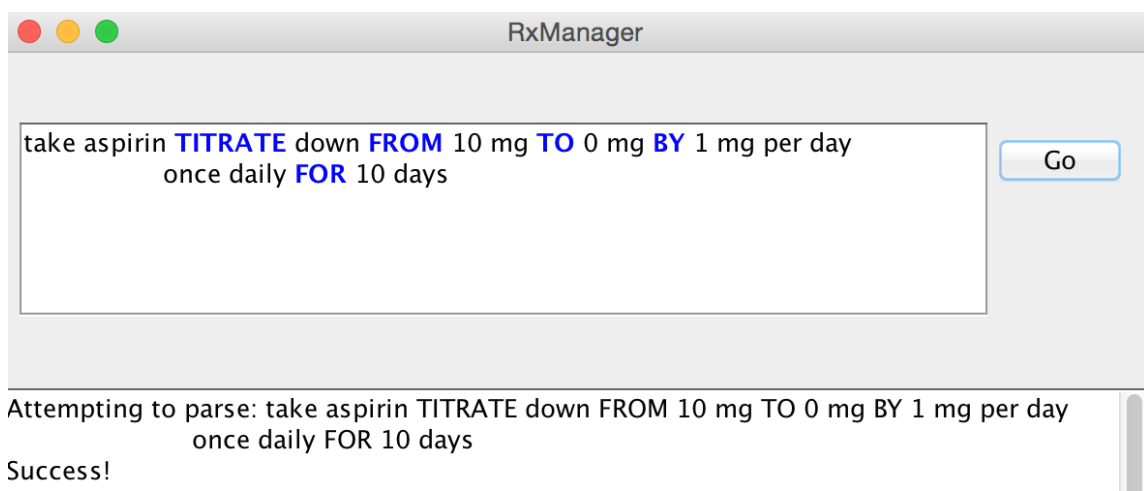 RxManager
take aspirin TITRATE down FROM 10 mg TO 0 mg BY 1 mg per day
once daily FOR 10 days
Go
Attempting to parse: take aspirin TITRATE down FROM 10 mg TO 0 mg BY 1 mg per day
once daily FOR 10 days
Success!